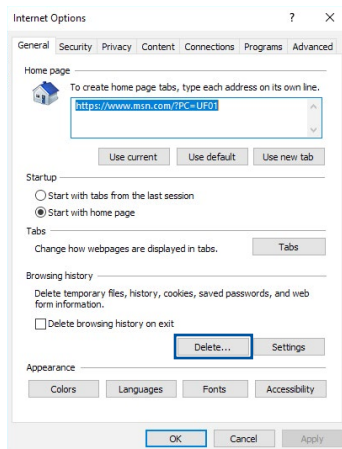 Internet Options ? X
General Security Privacy Content Connections Programs Advanced
Home page
To create home page tabs, type each address on its own line.
https://www.msn.com/?PC=UF01
Use current Use default Use new tab
Startup
Start with tabs from the last session
Start with home page
Tabs
Change how webpages are displayed in tabs. Tabs
Browsing history
Delete temporary files, history, cookies, saved passwords, and web
form information.
Delete browsing history on exit
Delete... Settings
Appearance
Colors Languages Fonts Accessibility
OK Cancel Apply